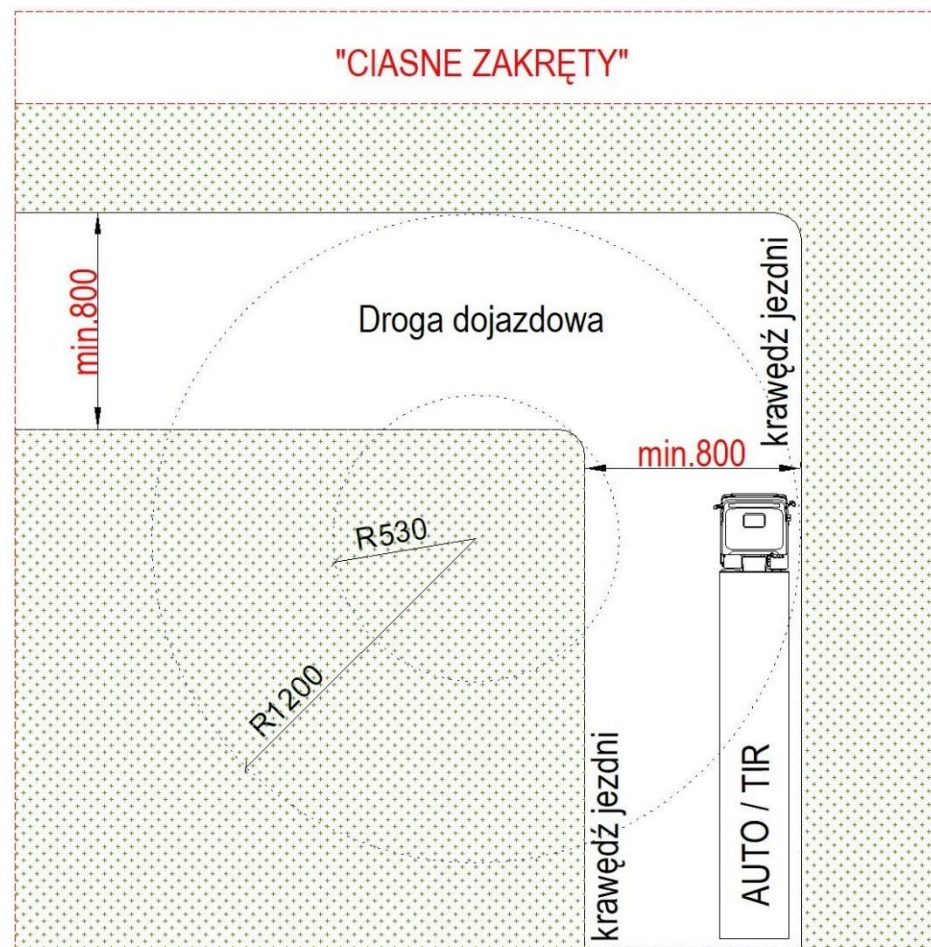 "CIASNE ZAKRĘTY"
min.800
Droga dojazdowa
krawędź jezdni
min.800
R530
R1200
krawędź jezdni
AUTO / TIR